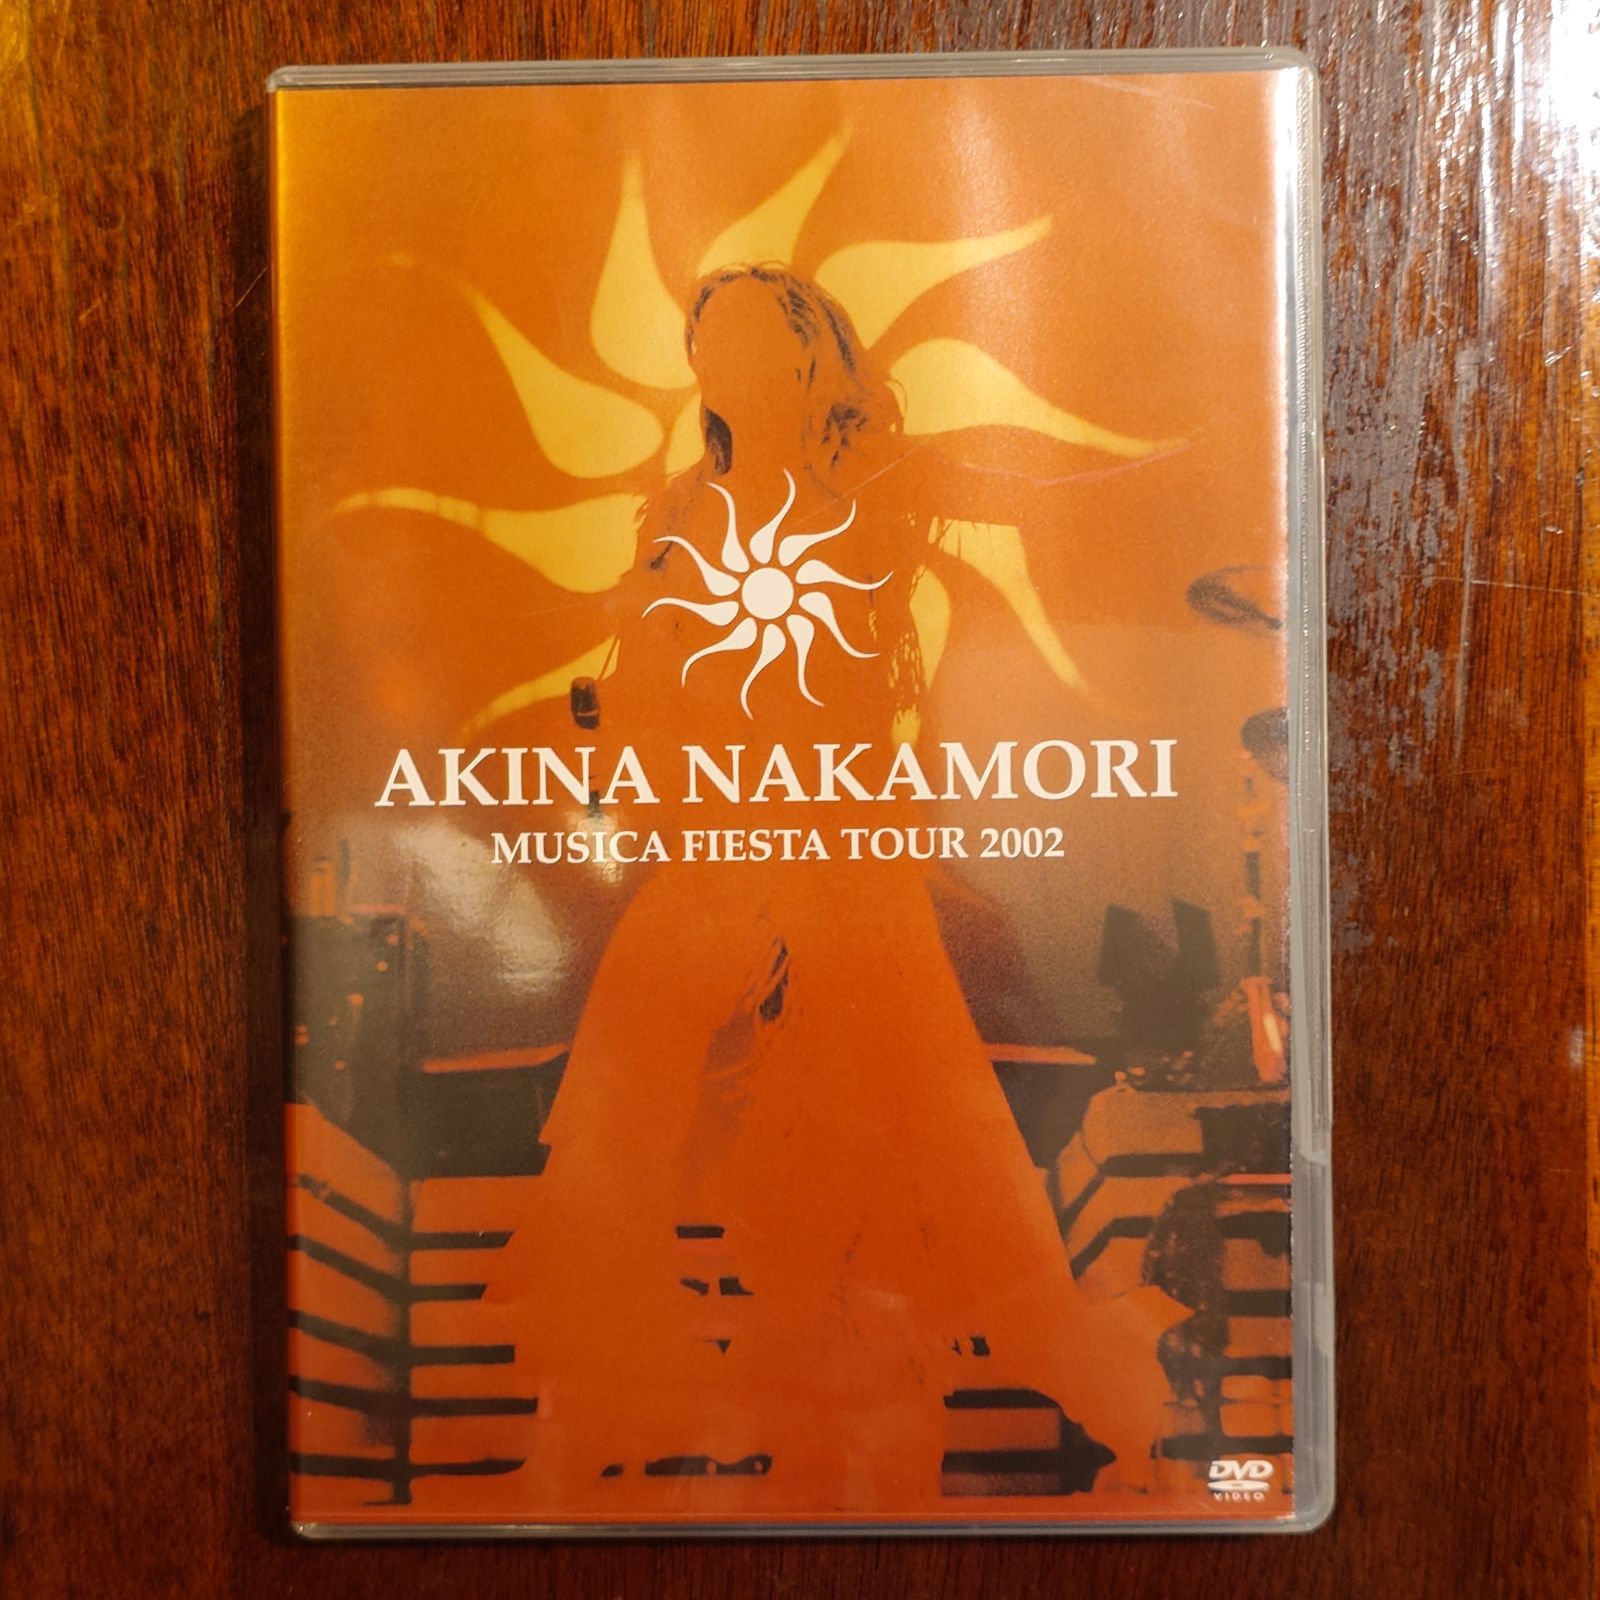 AKINA NAKAMORI
MUSICA FIESTA TOUR 2002
DVD
VIDEO